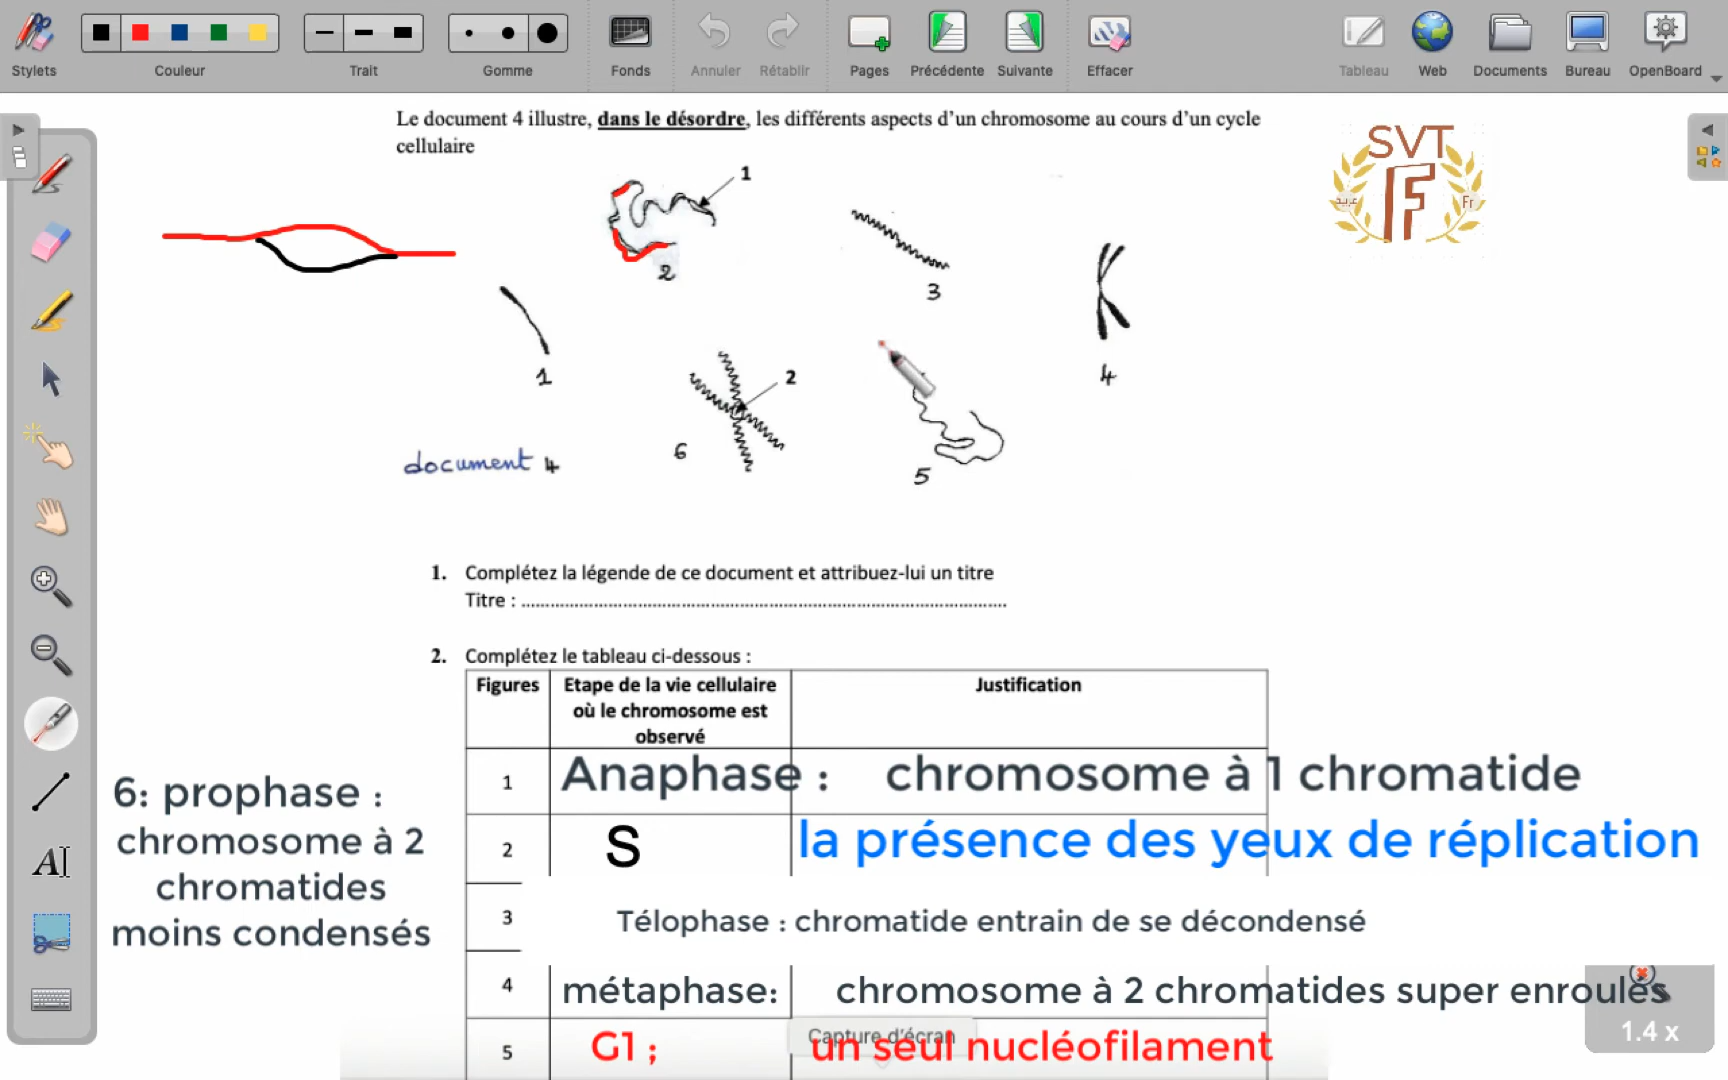 Stylets
Couleur
Trait
Gomme
Fonds
Annuler
Rétablir
Pages
Précédente
Suivante
Effacer
Tableau
Web
Documents
Bureau
OpenBoard
Le document 4 illustre, dans le désordre, les différents aspects d'un chromosome au cours d'un cycle
cellulaire
SVT
F
عربية
Fr
1
2
3
1
2
4
6
5
document 4
1. Complétez la légende de ce document et attribuez-lui un titre
Titre : ......................................................................................................
2. Complétez le tableau ci-dessous :
Figures
Etape de la vie cellulaire
où le chromosome est
observé
Justification
1 Anaphase : chromosome à 1 chromatide
2 S la présence des yeux de réplication
3 Télophase : chromatide entrain de se décondensé
4 métaphase: chromosome à 2 chromatides super enroulés
5 G1 ; un seul nucléofilament
6: prophase :
chromosome à 2
chromatides
moins condensés
Capture d'écran
1.4 x